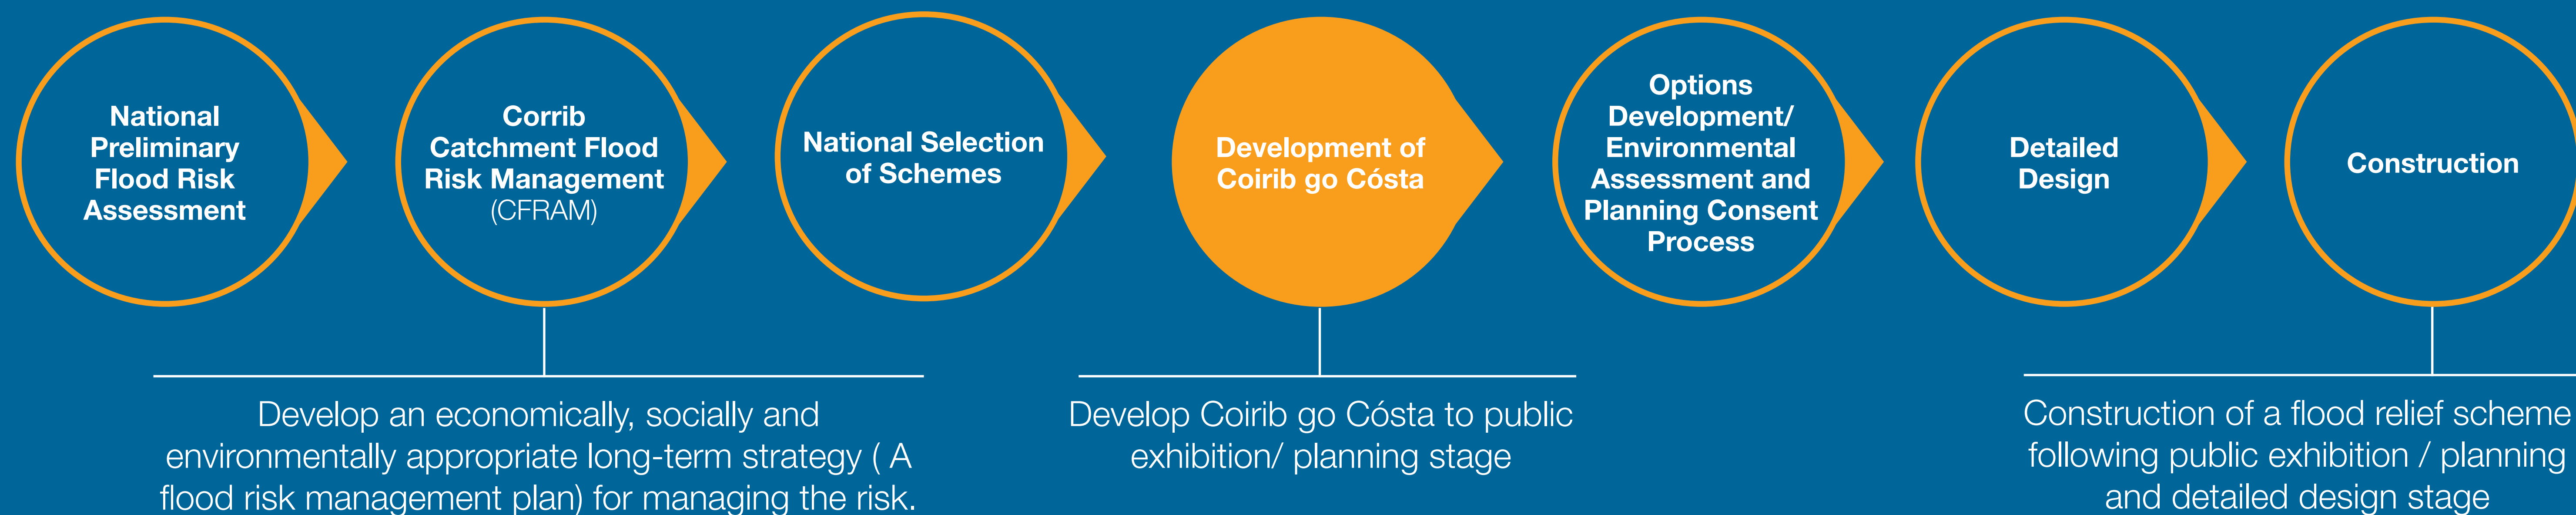 National
Preliminary
Flood Risk
Assessment
Corrib
Catchment Flood
Risk Management
(CFRAM)
National Selection
of Schemes
Development of
Coirib go Cósta
Options
Development/
Environmental
Assessment and
Planning Consent
Process
Detailed
Design
Construction
Develop an economically, socially and
environmentally appropriate long-term strategy ( A
flood risk management plan) for managing the risk.
Develop Coirib go Cósta to public
exhibition/ planning stage
Construction of a flood relief scheme
following public exhibition / planning
and detailed design stage